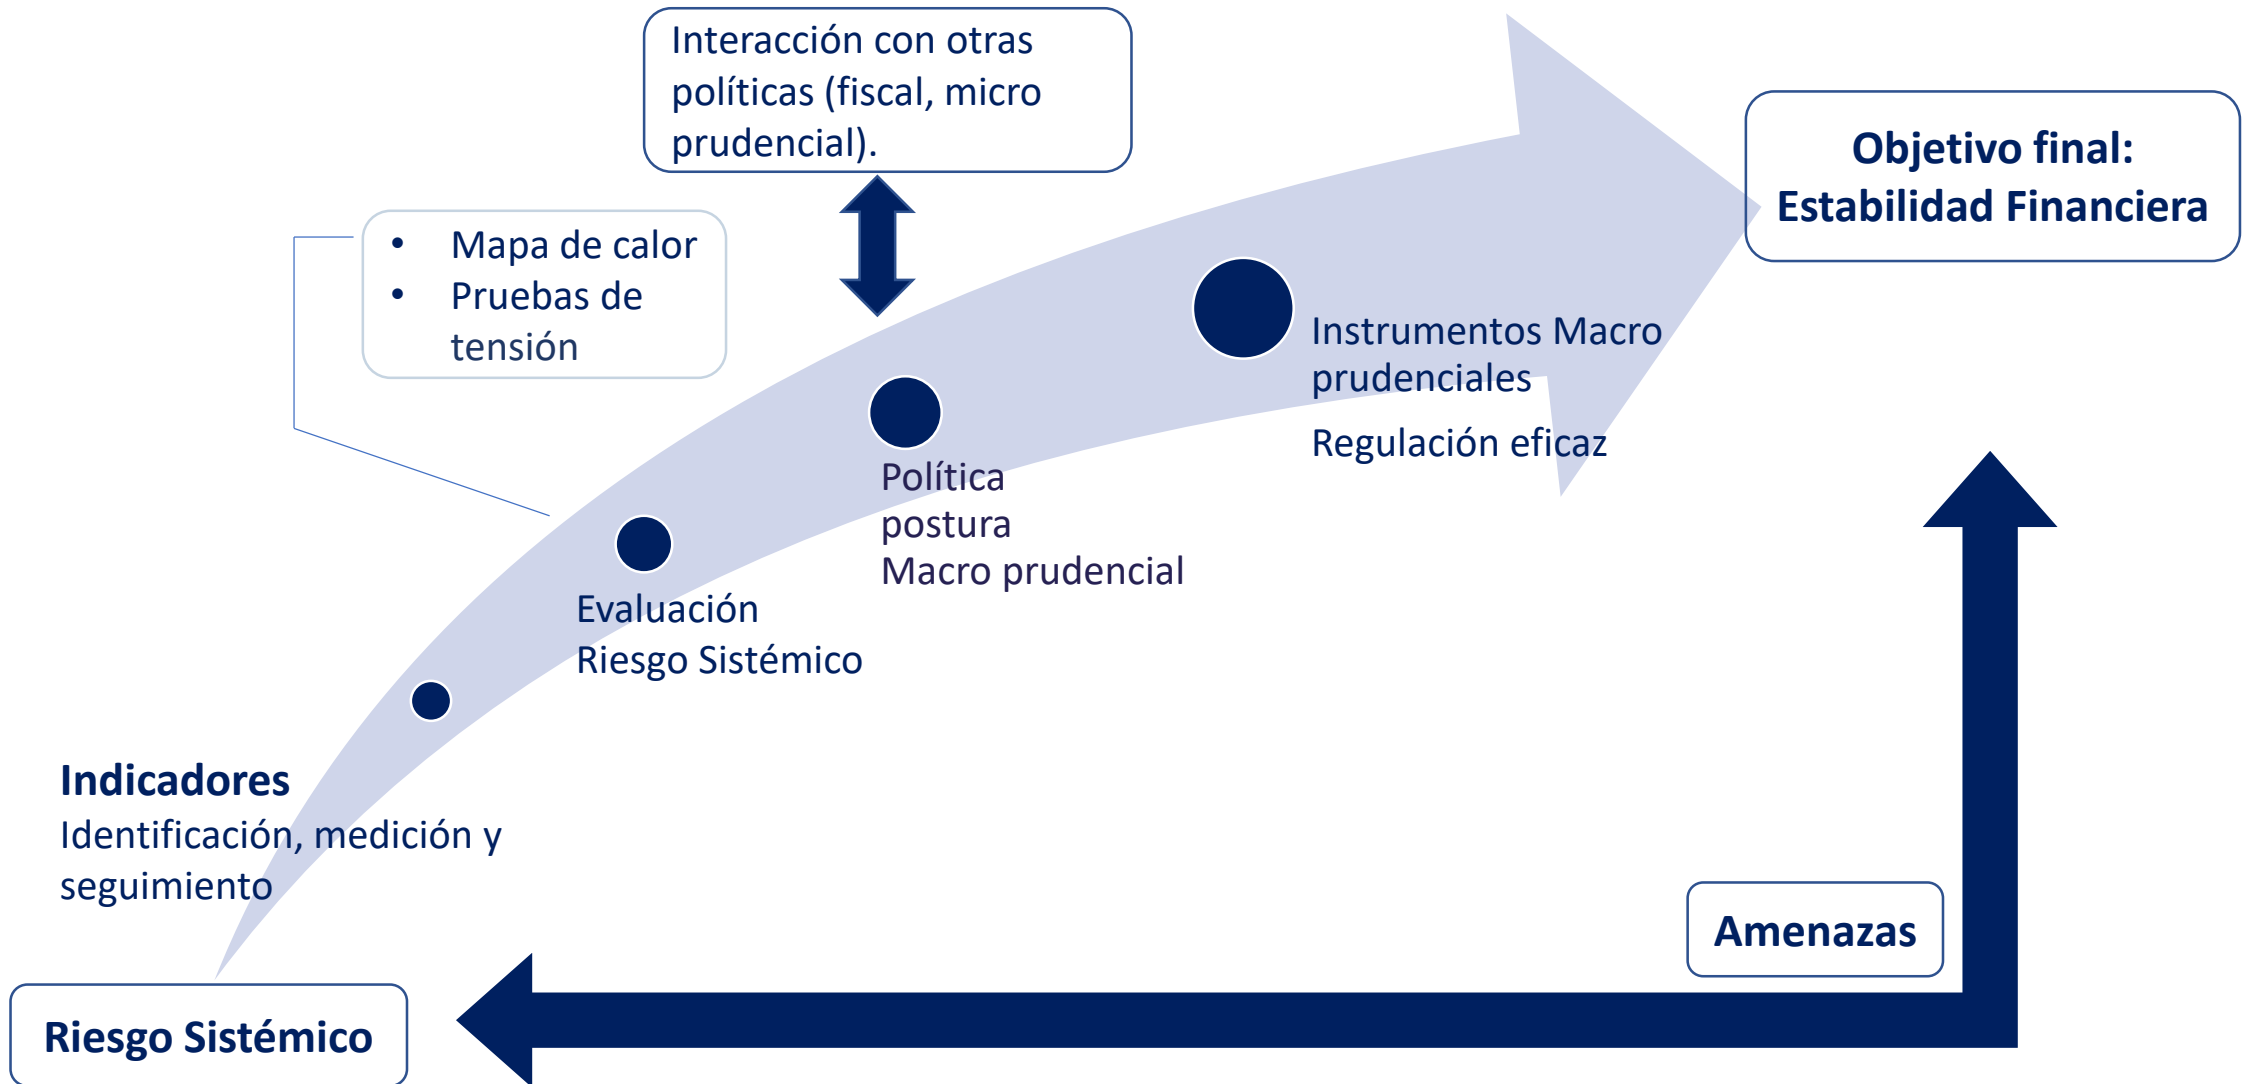 Interacción con otras
políticas (fiscal, micro
prudencial).
Objetivo final:
Estabilidad Financiera
• Mapa de calor
• Pruebas de
tensión
Instrumentos Macro
prudenciales
Regulación eficaz
Política
postura
Macro prudencial
Evaluación
Riesgo Sistémico
Indicadores
Identificación, medición y
seguimiento
Amenazas
Riesgo Sistémico